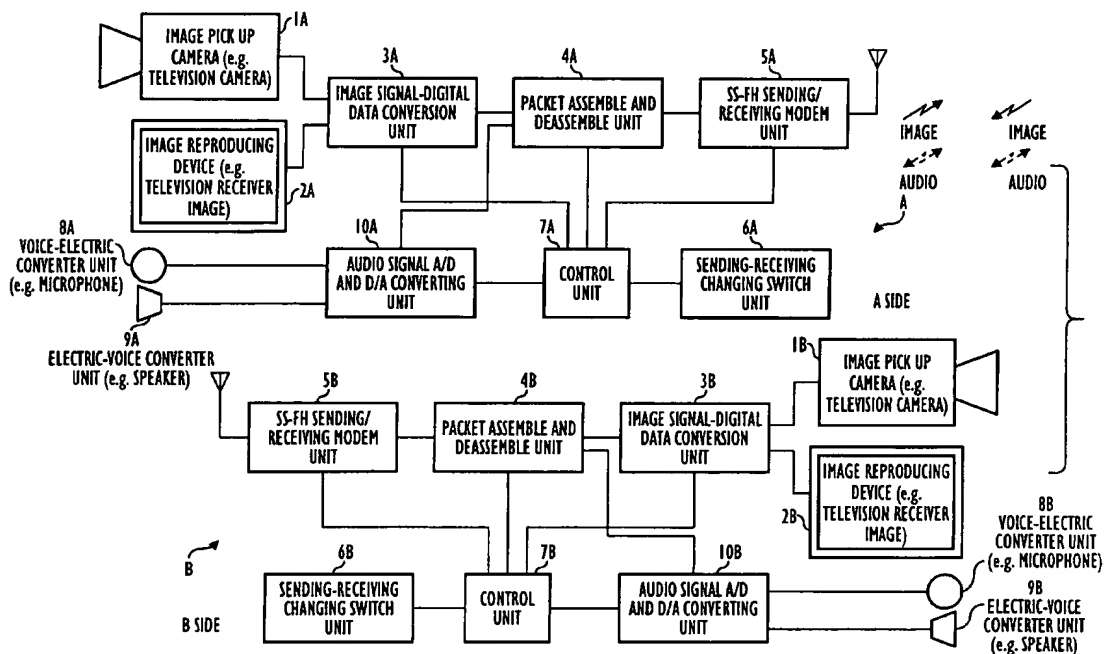 1A
IMAGE PICK UP
CAMERA (e.g.
TELEVISION CAMERA)
3A
IMAGE SIGNAL-DIGITAL
DATA CONVERSION
UNIT
4A
PACKET ASSEMBLE AND
DEASSEMBLE UNIT
5A
SS-FH SENDING/
RECEIVING MODEM
UNIT
IMAGE
IMAGE
AUDIO
AUDIO
A
IMAGE REPRODUCING
DEVICE (e.g.
TELEVISION RECEIVER
IMAGE)
2A
8A
VOICE-ELECTRIC
CONVERTER UNIT
(e.g. MICROPHONE)
10A
AUDIO SIGNAL A/D
AND D/A CONVERTING
UNIT
7A
CONTROL
UNIT
6A
SENDING-RECEIVING
CHANGING SWITCH
UNIT
A SIDE
9A
ELECTRIC-VOICE CONVERTER
UNIT (e.g. SPEAKER)
5B
SS-FH SENDING/
RECEIVING MODEM
UNIT
4B
PACKET ASSEMBLE AND
DEASSEMBLE UNIT
3B
IMAGE SIGNAL-DIGITAL
DATA CONVERSION
UNIT
1B
IMAGE PICK UP
CAMERA (e.g.
TELEVISION CAMERA)
IMAGE REPRODUCING
DEVICE (e.g.
TELEVISION RECEIVER
IMAGE)
2B
8B
VOICE-ELECTRIC
CONVERTER UNIT
(e.g. MICROPHONE)
B
B SIDE
6B
SENDING-RECEIVING
CHANGING SWITCH
UNIT
7B
CONTROL
UNIT
10B
AUDIO SIGNAL A/D
AND D/A CONVERTING
UNIT
9B
ELECTRIC-VOICE
CONVERTER UNIT
(e.g. SPEAKER)